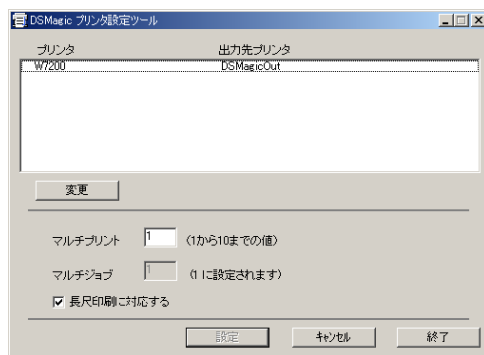 DSMagic プリンタ設定ツール
プリンタ 出力先プリンタ
W7200 DSMagicOut
変更
マルチプリント 1 (1から10までの値)
マルチジョブ 1 (1 に設定されます)
長尺印刷に対応する
設定 キャンセル 終了